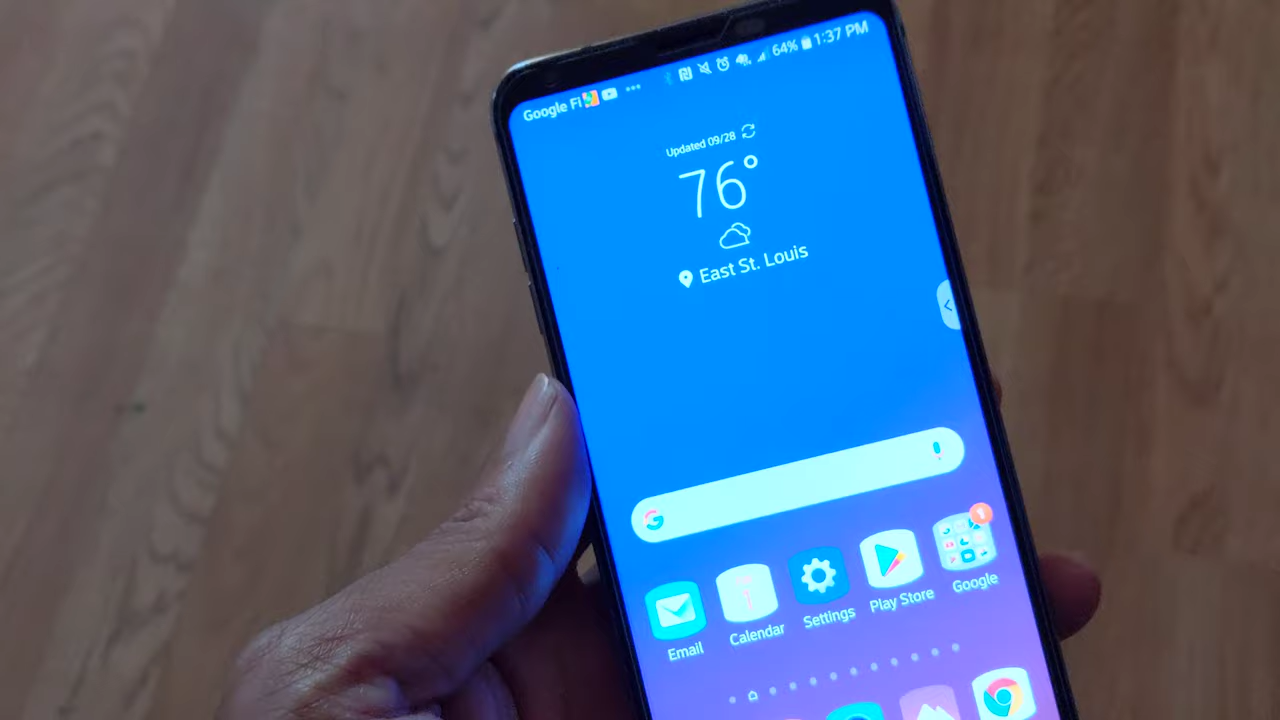 Google Fi 64% 1:37 PM
Updated 09/28
76°
East St. Louis
1
Email Calendar Settings Play Store Google